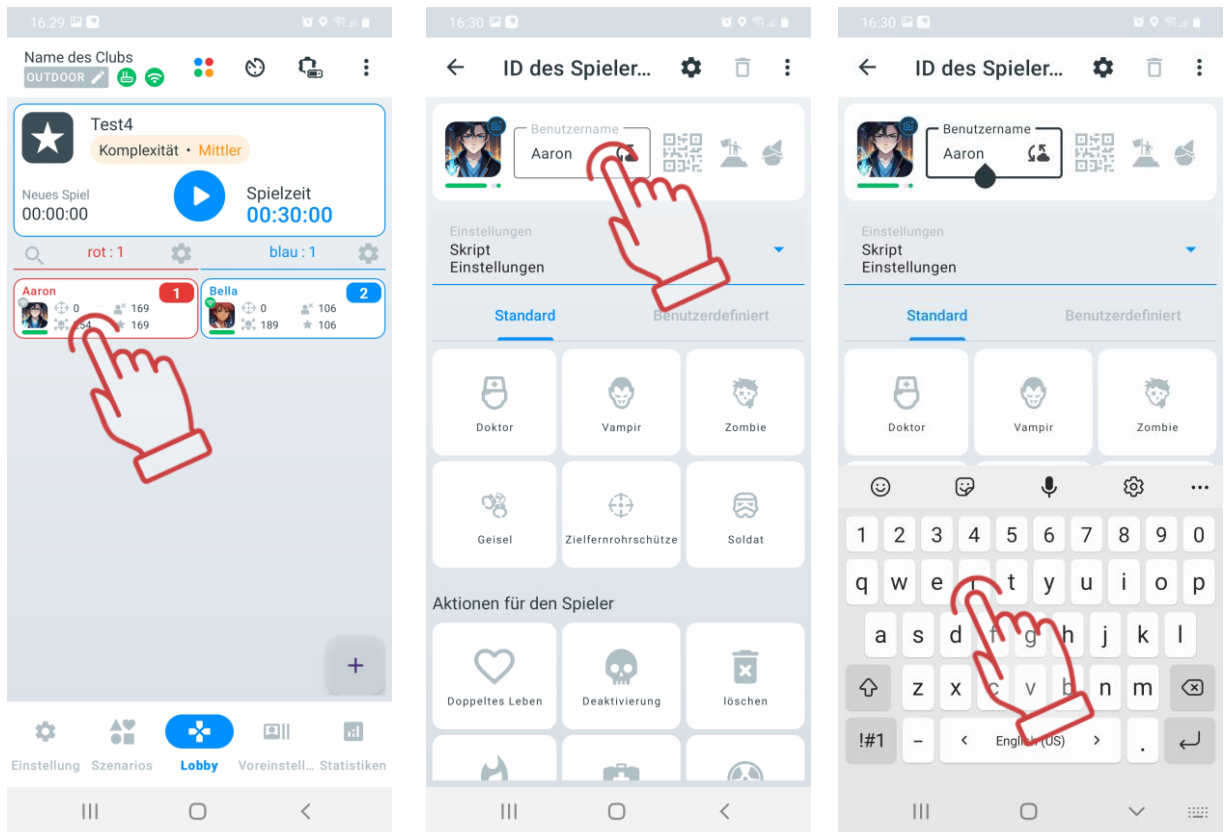 16:29
Name des Clubs
OUTDOOR
Test4
Komplexität • Mittler
Neues Spiel
00:00:00
Spielzeit
00:30:00
rot : 1
blau : 1
Aaron
1
0
169
254
169
Bella
2
0
106
189
106
+
Einstellung
Szenarios
Lobby
Voreinstell...
Statistiken
16:30
ID des Spieler...
Benutzername
Aaron
Einstellungen
Skript
Einstellungen
Standard
Benutzerdefiniert
Doktor
Vampir
Zombie
Geisel
Zielfernrohrschütze
Soldat
Aktionen für den Spieler
Doppeltes Leben
Deaktivierung
löschen
16:30
ID des Spieler...
Benutzername
Aaron
Einstellungen
Skript
Einstellungen
Standard
Benutzerdefiniert
Doktor
Vampir
Zombie
1 2 3 4 5 6 7 8 9 0
q w e r t y u i o p
a s d f g h j k l
z x c v b n m
!#1 - < English (US) > .